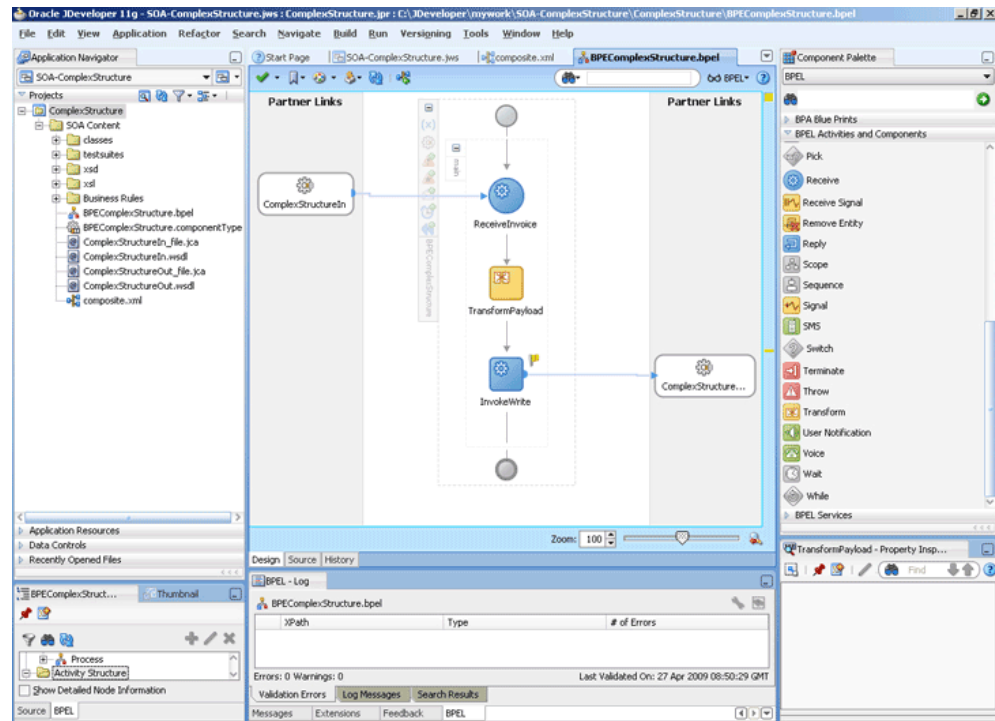 Oracle JDeveloper 11g - SOA-ComplexStructure.jws : ComplexStructure.jpr : C:\JDeveloper\mywork\SOA-ComplexStructure\ComplexStructure\BPEComplexStructure.bpel
File Edit View Application Refactor Search Navigate Build Run Versioning Tools Window Help
Application Navigator
SOA-ComplexStructure
Projects
ComplexStructure
SOA Content
classes
testsuites
xsd
xsl
Business Rules
BPEComplexStructure.bpel
BPEComplexStructure.componentType
ComplexStructureIn_file.jca
ComplexStructureIn.wsdl
ComplexStructureOut_file.jca
ComplexStructureOut.wsdl
composite.xml
Application Resources
Data Controls
Recently Opened Files
BPEComplexStruct... Thumbnail
Process
Activity Structure
Show Detailed Node Information
Source BPEL
Start Page SOA-ComplexStructure.jws composite.xml BPEComplexStructure.bpel
BPEL
Partner Links
Partner Links
main
BPEComplexStructure
ComplexStructureIn
ReceiveInvoice
TransformPayload
InvokeWrite
ComplexStructure...
Zoom: 100
Design Source History
BPEL - Log
BPEComplexStructure.bpel
XPath Type # of Errors
Errors: 0 Warnings: 0 Last Validated On: 27 Apr 2009 08:50:29 GMT
Validation Errors Log Messages Search Results
Messages Extensions Feedback BPEL
Component Palette
BPEL
BPA Blue Prints
BPEL Activities and Components
Pick
Receive
Receive Signal
Remove Entity
Reply
Scope
Sequence
Signal
SMS
Switch
Terminate
Throw
Transform
User Notification
Voice
Wait
While
BPEL Services
TransformPayload - Property Insp...
Find